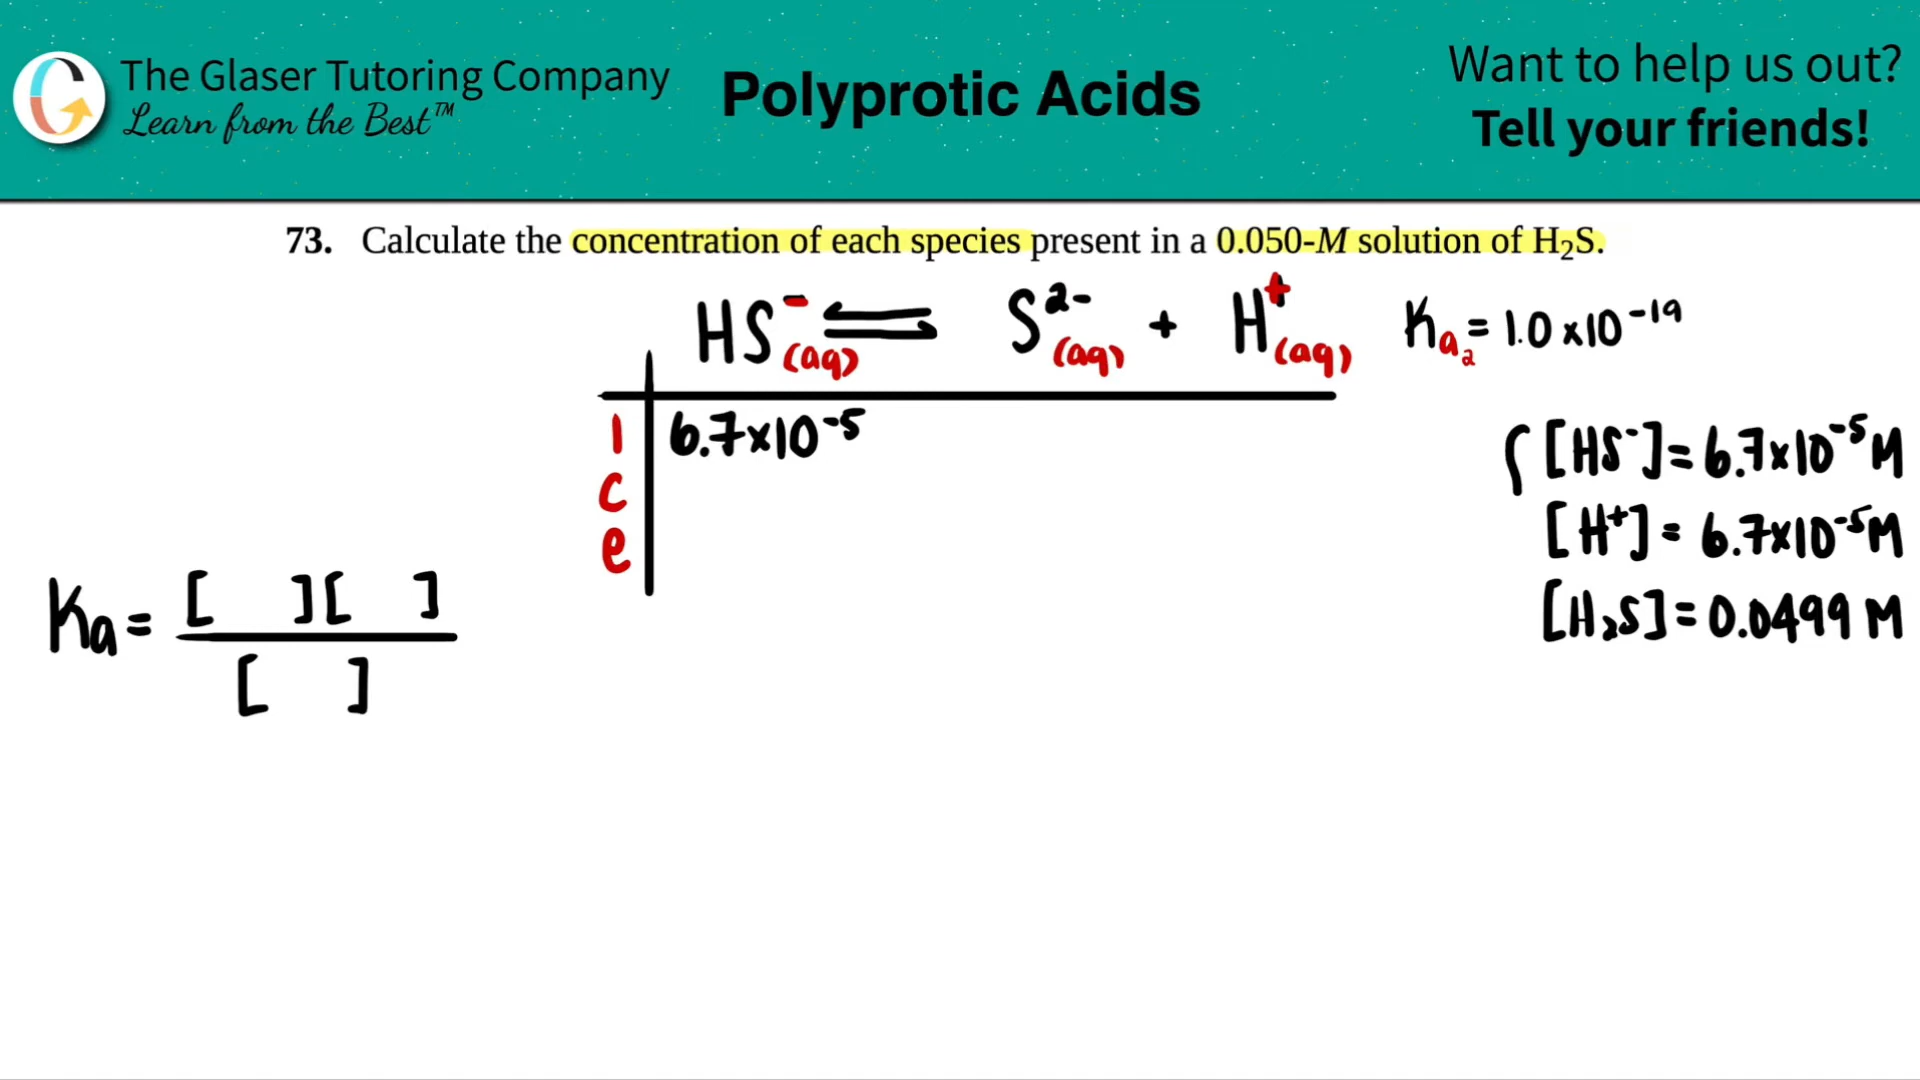 The Glaser Tutoring Company
Learn from the Best™
Polyprotic Acids
Want to help us out?
Tell your friends!
73. Calculate the concentration of each species present in a 0.050-M solution of H₂S.
HS⁻(aq) ⇌ S²⁻(aq) + H⁺(aq) Ka₂ = 1.0 x 10⁻¹⁹
I 6.7x10⁻⁵
C
e
[HS⁻] = 6.7x10⁻⁵ M
[H⁺] = 6.7x10⁻⁵ M
[H₂S] = 0.0499 M
Ka = [ ][ ]
[ ]